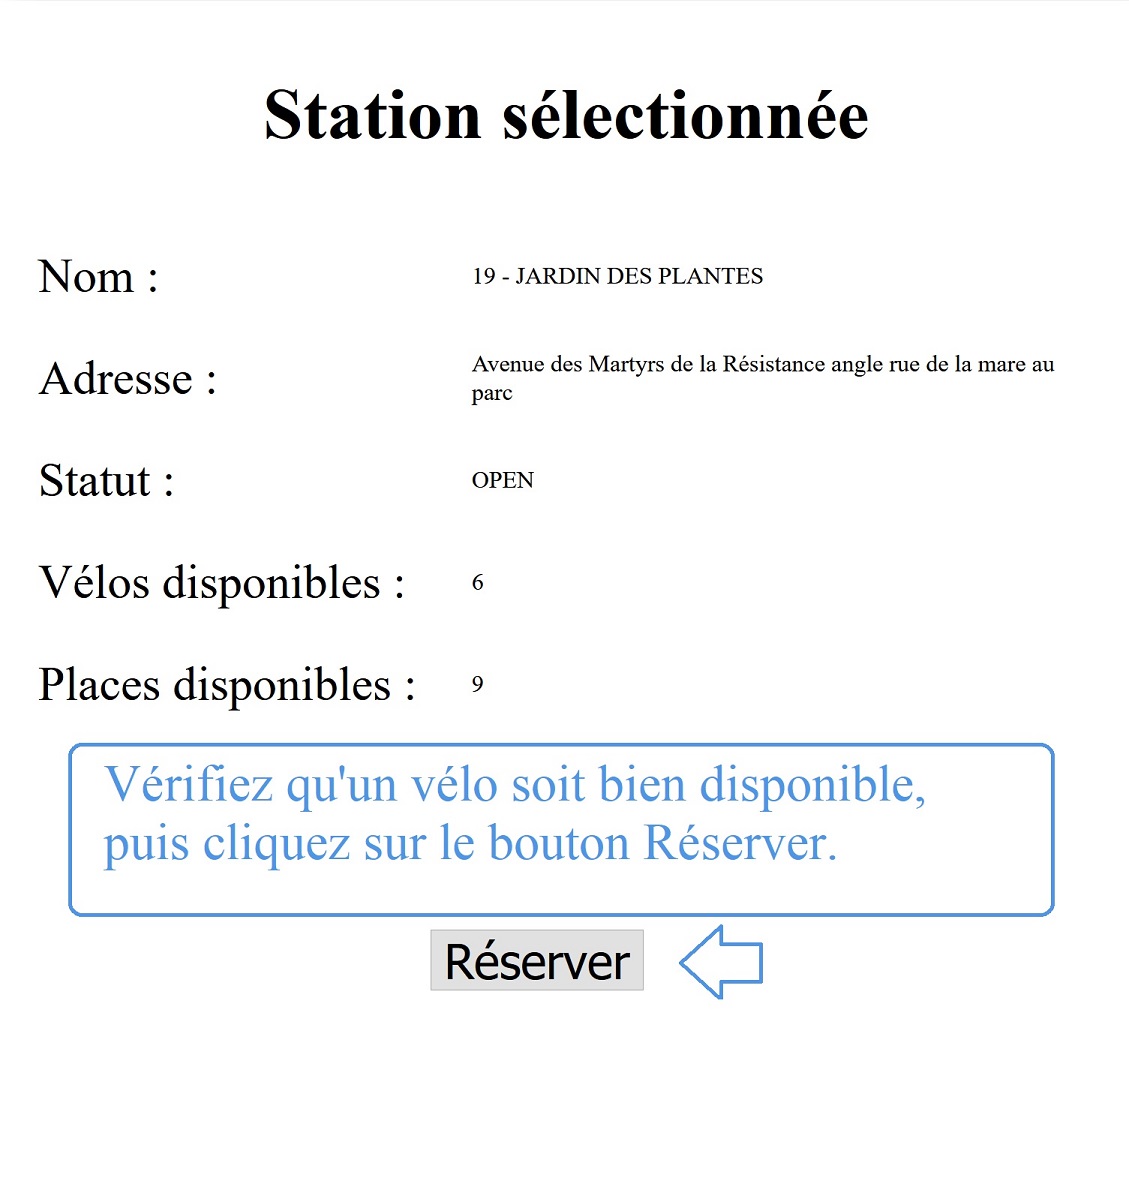 Station sélectionnée
Nom :
19 - JARDIN DES PLANTES
Adresse :
Avenue des Martyrs de la Résistance angle rue de la mare au
parc
Statut :
OPEN
Vélos disponibles :
6
Places disponibles :
9
Vérifiez qu'un vélo soit bien disponible,
puis cliquez sur le bouton Réserver.
Réserver